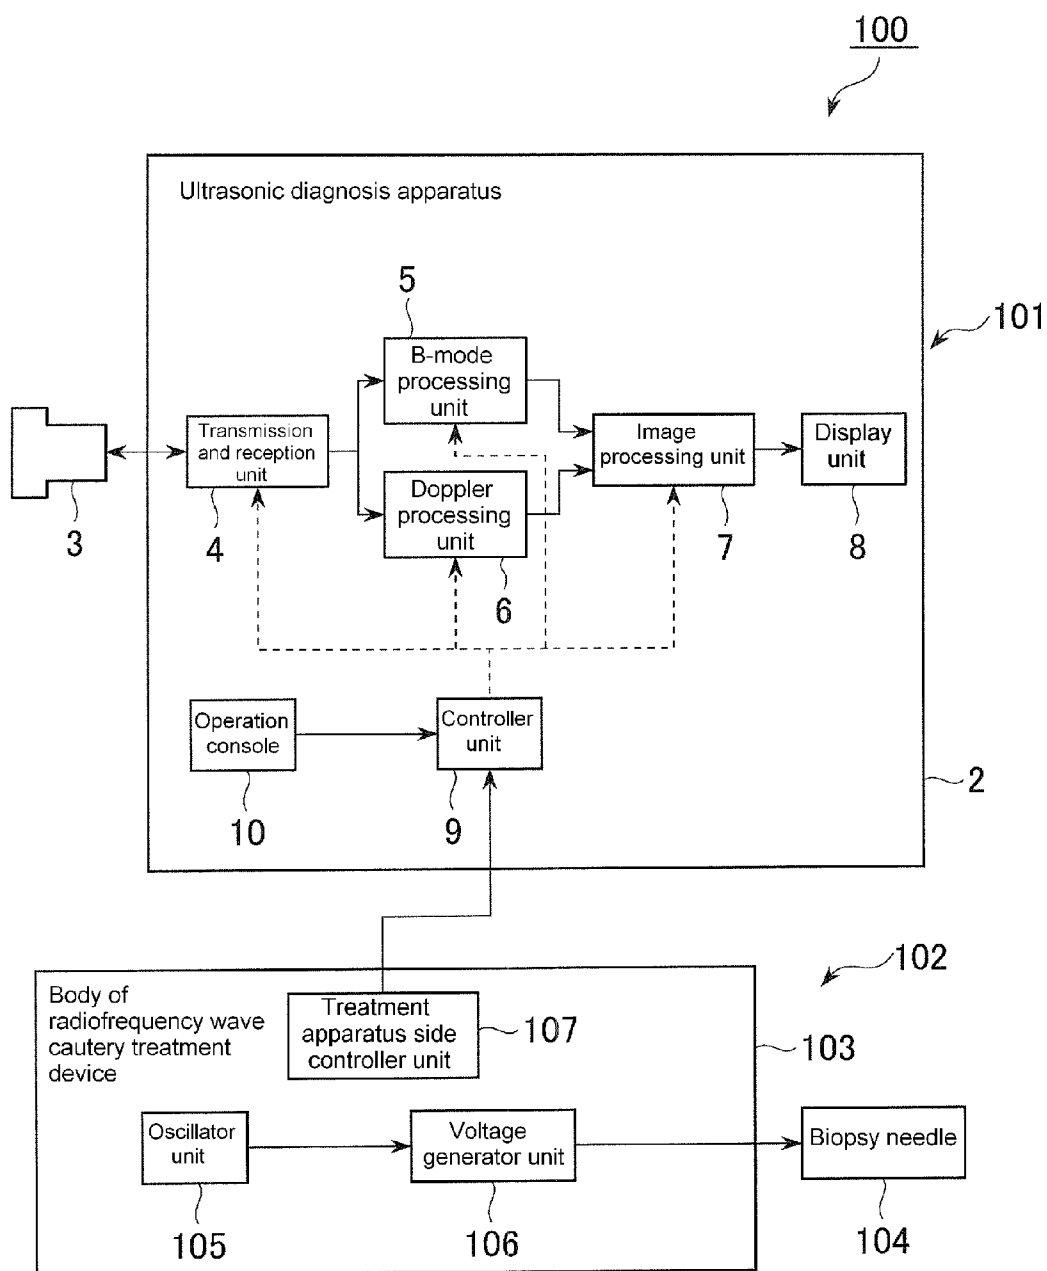 100
Ultrasonic diagnosis apparatus
5
101
B-mode
processing
unit
Transmission
and reception
unit
Image
processing unit
Display
unit
Doppler
processing
unit
3
4
7
8
6
Operation
console
Controller
unit
2
10
9
102
Body of
radiofrequency wave
cautery treatment
device
Treatment
apparatus side
controller unit
107
103
Oscillator
unit
Voltage
generator unit
Biopsy needle
105
106
104